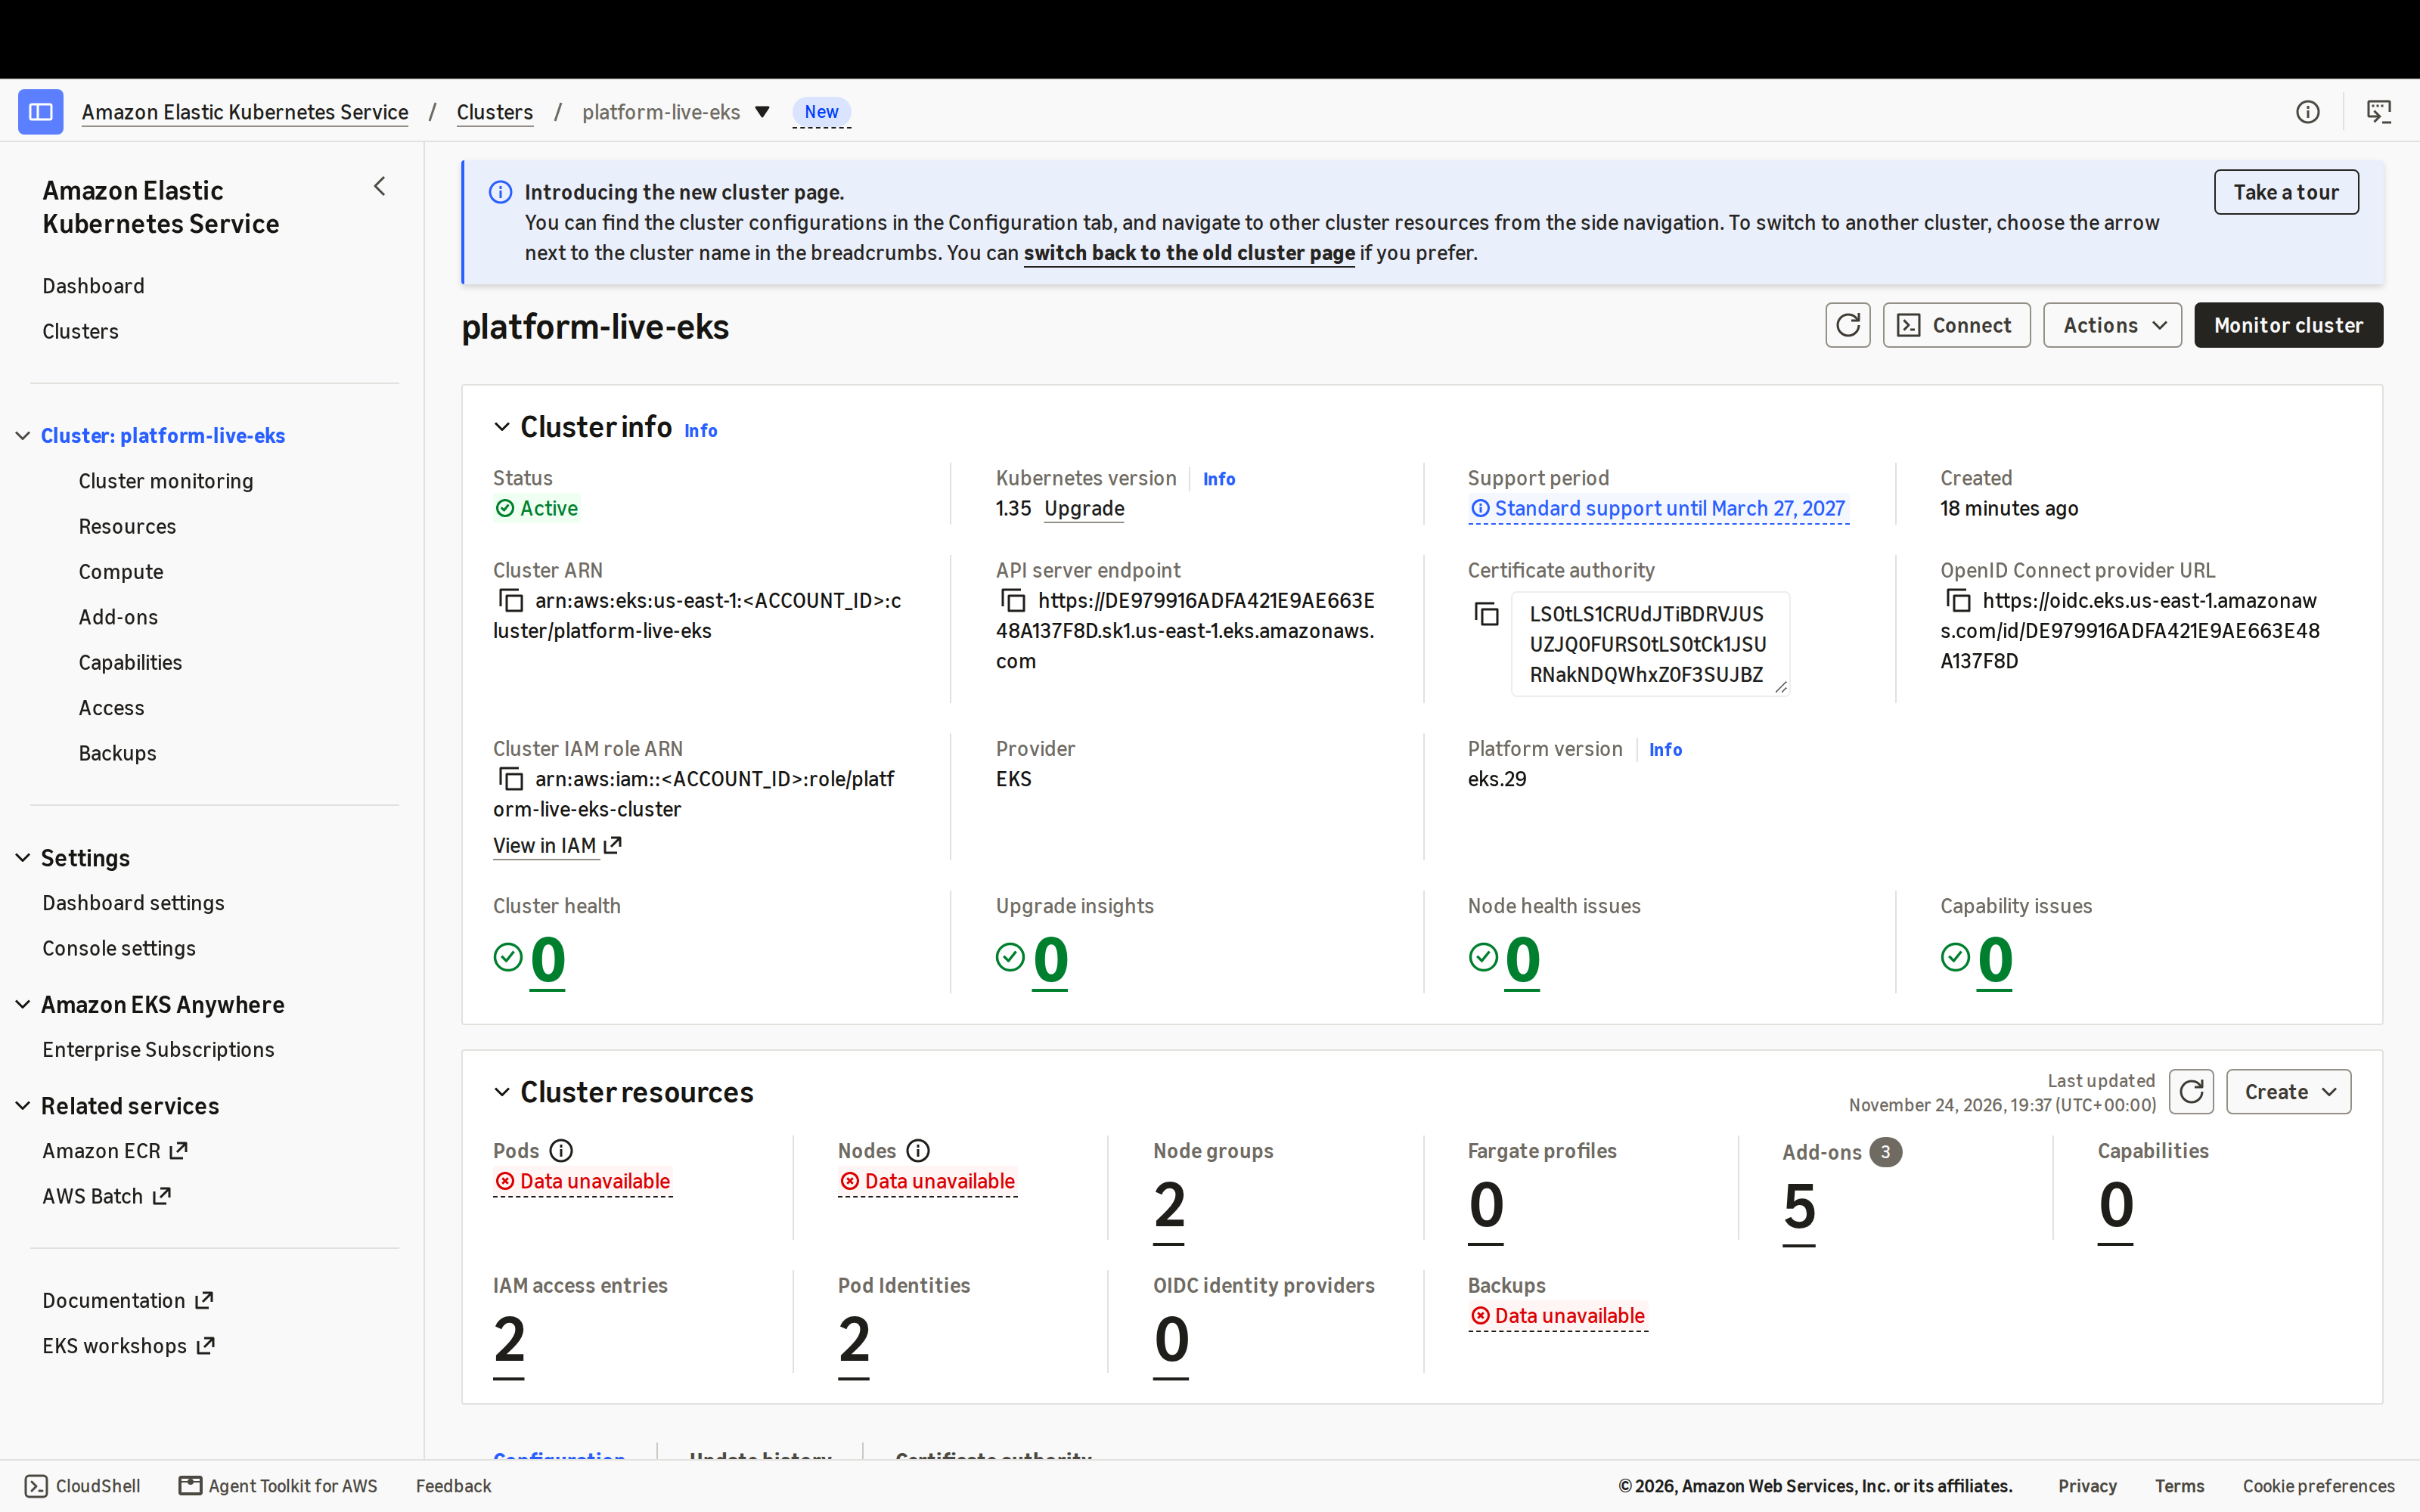 Amazon Elastic Kubernetes Service / Clusters / platform-live-eks New
Amazon Elastic
Kubernetes Service
Dashboard
Clusters
Cluster: platform-live-eks
Cluster monitoring
Resources
Compute
Add-ons
Capabilities
Access
Backups
Settings
Dashboard settings
Console settings
Amazon EKS Anywhere
Enterprise Subscriptions
Related services
Amazon ECR
AWS Batch
Documentation
EKS workshops
Introducing the new cluster page.
You can find the cluster configurations in the Configuration tab, and navigate to other cluster resources from the side navigation. To switch to another cluster, choose the arrow
next to the cluster name in the breadcrumbs. You can switch back to the old cluster page if you prefer.
Take a tour
platform-live-eks
Connect
Actions
Monitor cluster
Cluster info Info
Status
Active
Kubernetes version Info
1.35 Upgrade
Support period
Standard support until March 27, 2027
Created
18 minutes ago
Cluster ARN
arn:aws:eks:us-east-1:<ACCOUNT_ID>:c
luster/platform-live-eks
API server endpoint
https://DE979916ADFA421E9AE663E
48A137F8D.sk1.us-east-1.eks.amazonaws.
com
Certificate authority
LS0tLS1CRUdJTiBDRVJUS
UZJQ0FURS0tLS0tCk1JSU
RNakNDQWhxZ0F3SUJBZ
OpenID Connect provider URL
https://oidc.eks.us-east-1.amazonaw
s.com/id/DE979916ADFA421E9AE663E48
A137F8D
Cluster IAM role ARN
arn:aws:iam::<ACCOUNT_ID>:role/platf
orm-live-eks-cluster
View in IAM
Provider
EKS
Platform version Info
eks.29
Cluster health
0
Upgrade insights
0
Node health issues
0
Capability issues
0
Cluster resources
Last updated
November 24, 2026, 19:37 (UTC+00:00)
Create
Pods
Data unavailable
Nodes
Data unavailable
Node groups
2
Fargate profiles
0
Add-ons 3
5
Capabilities
0
IAM access entries
2
Pod Identities
2
OIDC identity providers
0
Backups
Data unavailable
Configuration
Update history
Certificate authority
CloudShell
Agent Toolkit for AWS
Feedback
© 2026, Amazon Web Services, Inc. or its affiliates.
Privacy
Terms
Cookie preferences